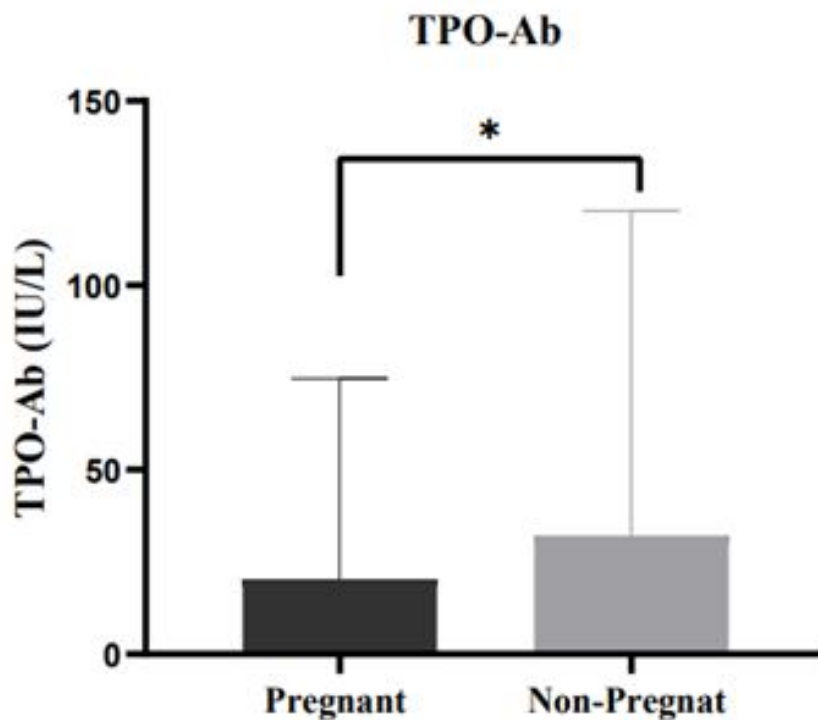 TPO-Ab
150
*
100
TPO-Ab (IU/L)
50
0
Pregnant
Non-Pregnat